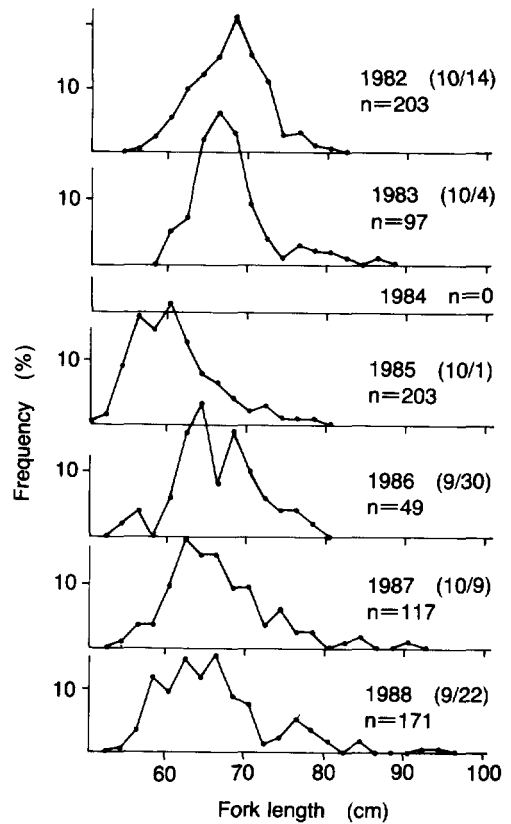 10
1982 (10/14)
n=203
10
1983 (10/4)
n=97
1984 n=0
10
1985 (10/1)
n=203
10
1986 (9/30)
n=49
10
1987 (10/9)
n=117
10
1988 (9/22)
n=171
Frequency (%)
60 70 80 90 100
Fork length (cm)